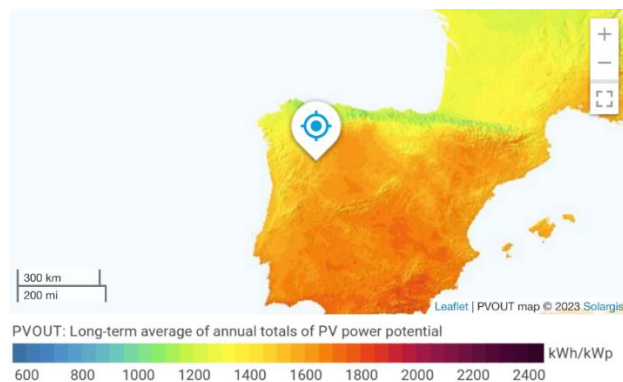 +
−
300 km
200 mi
Leaflet | PVOUT map © 2023 Solargis
PVOUT: Long-term average of annual totals of PV power potential
600 800 1000 1200 1400 1600 1800 2000 2200 2400 kWh/kWp